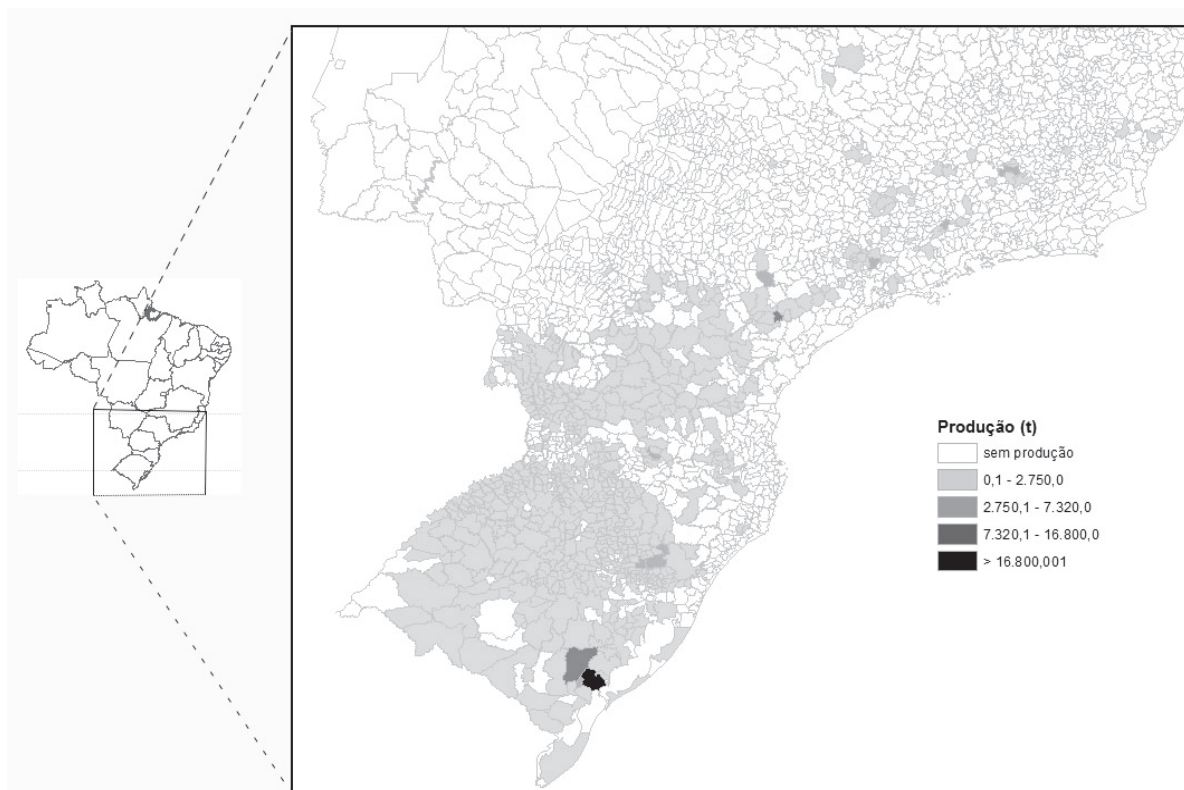 Produção (t)
sem produção
0,1 - 2.750,0
2.750,1 - 7.320,0
7.320,1 - 16.800,0
> 16.800,001